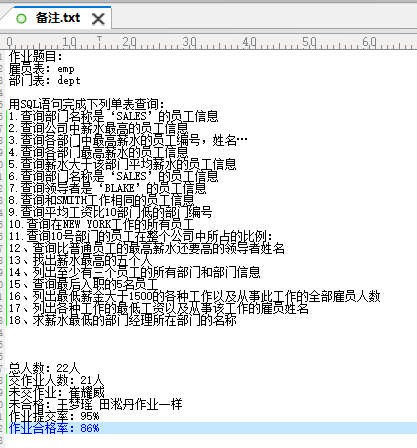 备注.txt
0 10 20 30 40 50 60
作业题目:
雇员表: emp
部门表: dept
用SQL语句完成下列单表查询:
1.查询部门名称是‘SALES’的员工信息
2.查询公司中薪水最高的员工信息
3.查询各部门中最高薪水的员工编号，姓名…
4.查询各部门最高薪水的员工信息
5.查询薪水大于该部门平均薪水的员工信息
6.查询部门名称是‘SALES’的员工信息
7.查询领导者是‘BLAKE’的员工信息
8.查询和SMITH工作相同的员工信息
9.查询平均工资比10部门低的部门编号
10.查询在NEW YORK工作的所有员工
11.查询10号部门的员工在整个公司中所占的比例:
12、查询比普通员工的最高薪水还要高的领导者姓名
13、找出薪水最高的五个人
14、列出至少有三个员工的所有部门和部门信息
15、查询最后入职的5名员工
16、列出最低薪金大于1500的各种工作以及从事此工作的全部雇员人数
17、列出各种工作的最低工资以及从事该工作的雇员姓名
18、求薪水最低的部门经理所在部门的名称
总人数: 22人
交作业人数: 21人
未交作业: 崔耀威
未合格: 王梦瑶 田淞丹作业一样
作业提交率: 95%
作业合格率: 86%